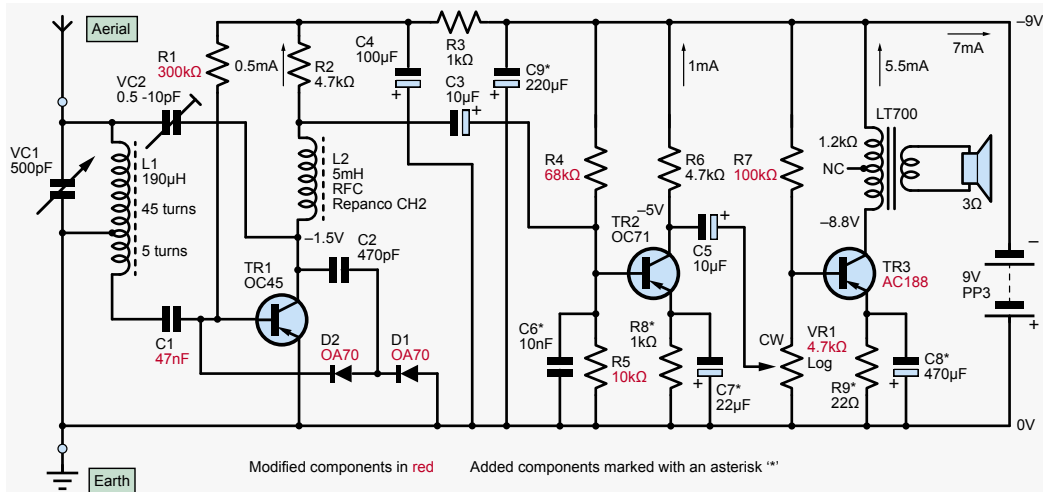 Aerial
–9V
C4
100µF
R3
1kΩ
R1
300kΩ
0.5mA
R2
4.7kΩ
C9*
220µF
+
+
1mA
5.5mA
7mA
VC2
0.5 -10pF
C3
10µF
+
LT700
VC1
500pF
L1
190µH
45 turns
5 turns
L2
5mH
RFC
Repanco CH2
R4
68kΩ
R6
4.7kΩ
R7
100kΩ
1.2kΩ
NC
3Ω
–1.5V
C2
470pF
TR1
OC45
–5V
TR2
OC71
+
C5
10µF
–8.8V
TR3
AC188
–
9V
PP3
+
C1
47nF
D2
OA70
D1
OA70
C6*
10nF
R5
10kΩ
R8*
1kΩ
+
C7*
22µF
CW
VR1
4.7kΩ
Log
R9*
22Ω
+
C8*
470µF
0V
Earth
Modified components in red Added components marked with an asterisk ‘*’